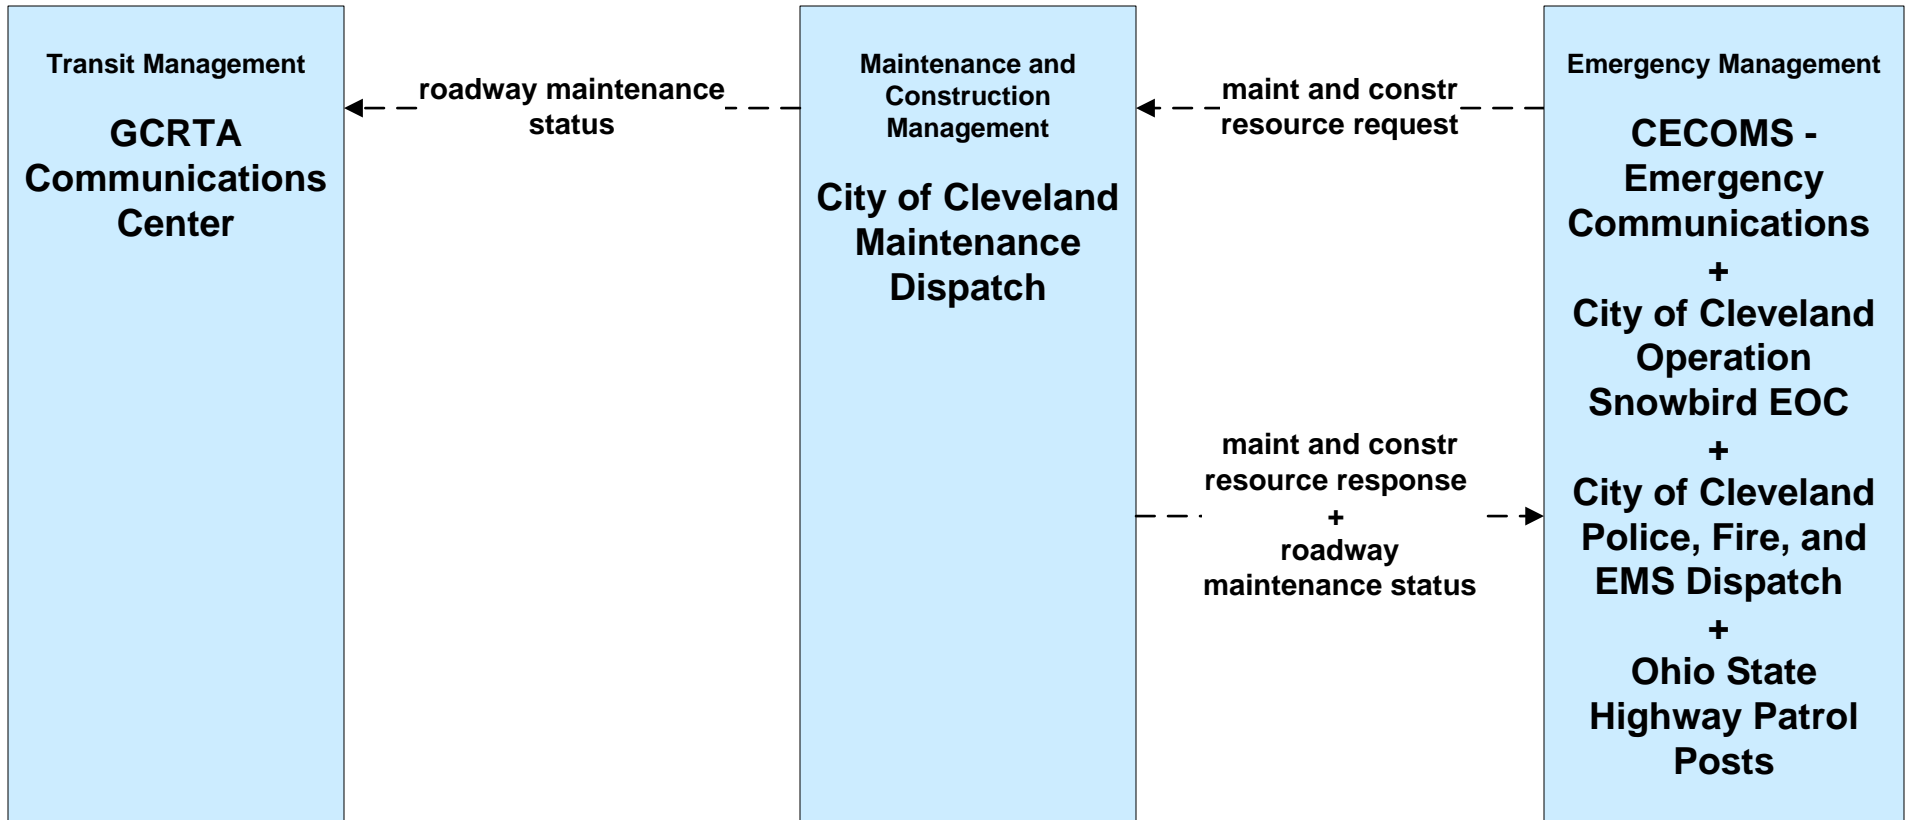 Transit Management
GCRTA
Communications
Center
roadway maintenance
status
Maintenance and
Construction
Management
City of Cleveland
Maintenance
Dispatch
maint and constr
resource request
maint and constr
resource response
+
roadway
maintenance status
Emergency Management
CECOMS -
Emergency
Communications
+
City of Cleveland
Operation
Snowbird EOC
+
City of Cleveland
Police, Fire, and
EMS Dispatch
+
Ohio State
Highway Patrol
Posts